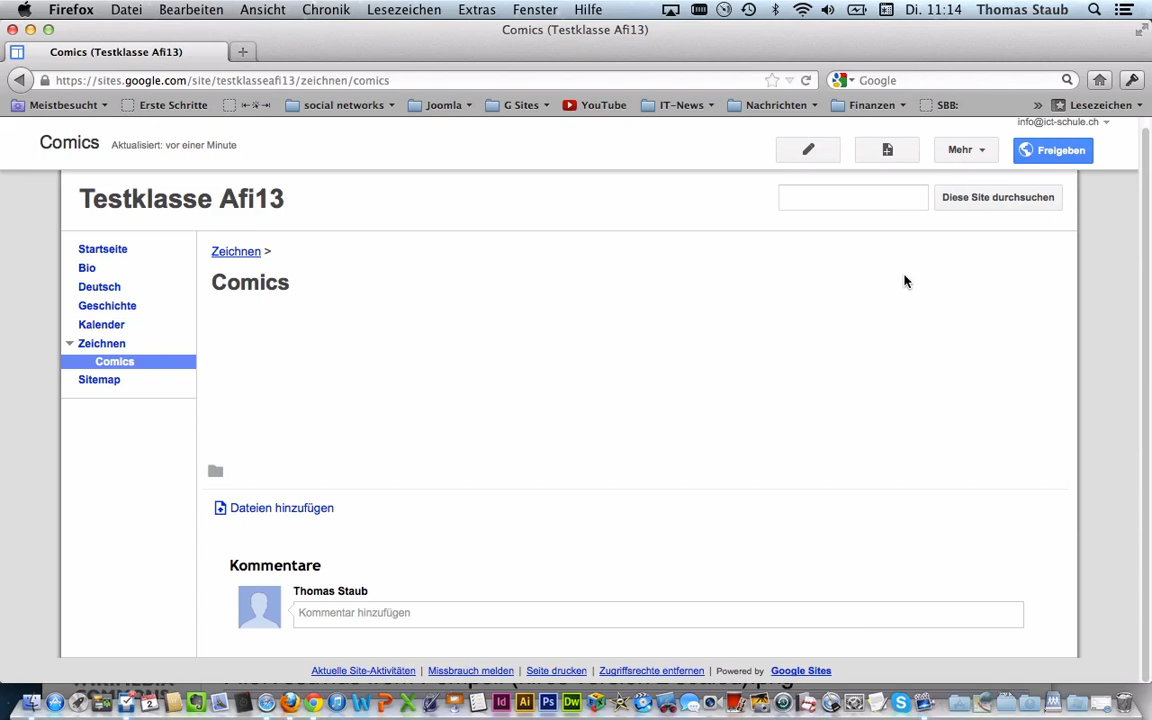 Firefox Datei Bearbeiten Ansicht Chronik Lesezeichen Extras Fenster Hilfe Di. 11:14 Thomas Staub
Comics (Testklasse Afi13)
Comics (Testklasse Afi13)
https://sites.google.com/site/testklasseafi13/zeichnen/comics Google
Meistbesucht Erste Schritte social networks Joomla G Sites YouTube IT-News Nachrichten Finanzen SBB: » Lesezeichen
info@ict-schule.ch
Comics Aktualisiert: vor einer Minute Mehr Freigeben
Testklasse Afi13 Diese Site durchsuchen
Startseite
Bio
Deutsch
Geschichte
Kalender
Zeichnen
Comics
Sitemap
Zeichnen >
Comics
Dateien hinzufügen
Kommentare
Thomas Staub
Kommentar hinzufügen
Aktuelle Site-Aktivitäten | Missbrauch melden | Seite drucken | Zugriffsrechte entfernen | Powered by Google Sites